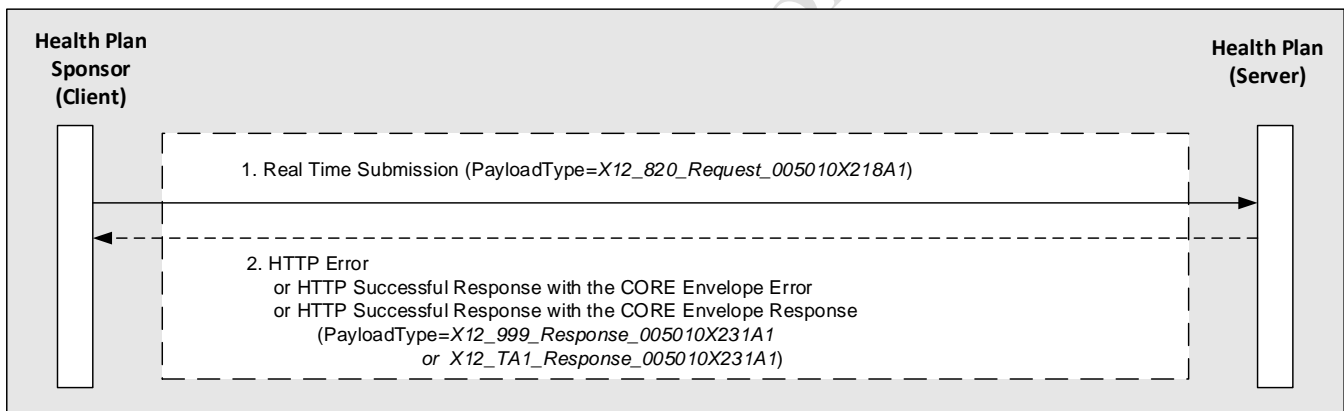 Health Plan
Sponsor
(Client)
Health Plan
(Server)
1. Real Time Submission (PayloadType=X12_820_Request_005010X218A1)
2. HTTP Error
or HTTP Successful Response with the CORE Envelope Error
or HTTP Successful Response with the CORE Envelope Response
(PayloadType=X12_999_Response_005010X231A1
or X12_TA1_Response_005010X231A1)